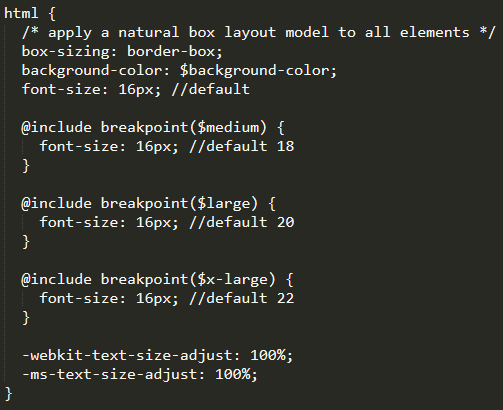 html {
  /* apply a natural box layout model to all elements */
  box-sizing: border-box;
  background-color: $background-color;
  font-size: 16px; //default

  @include breakpoint($medium) {
    font-size: 16px; //default 18
  }

  @include breakpoint($large) {
    font-size: 16px; //default 20
  }

  @include breakpoint($x-large) {
    font-size: 16px; //default 22
  }

  -webkit-text-size-adjust: 100%;
  -ms-text-size-adjust: 100%;
}